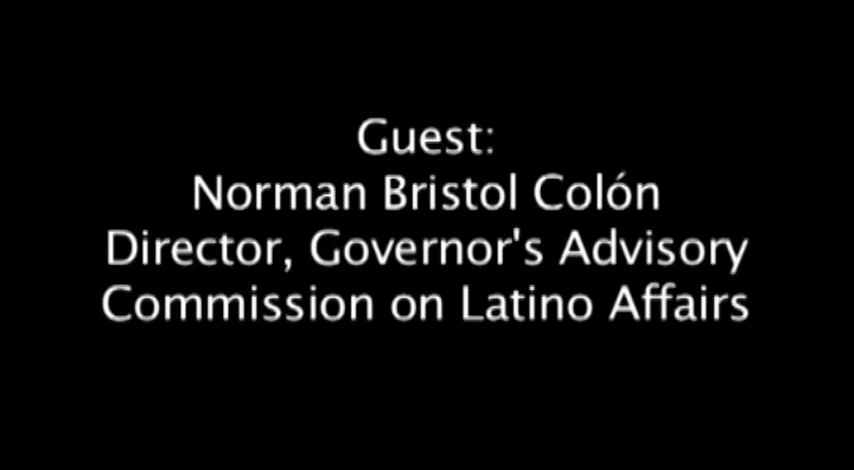 Guest:
Norman Bristol Colón
Director, Governor's Advisory
Commission on Latino Affairs